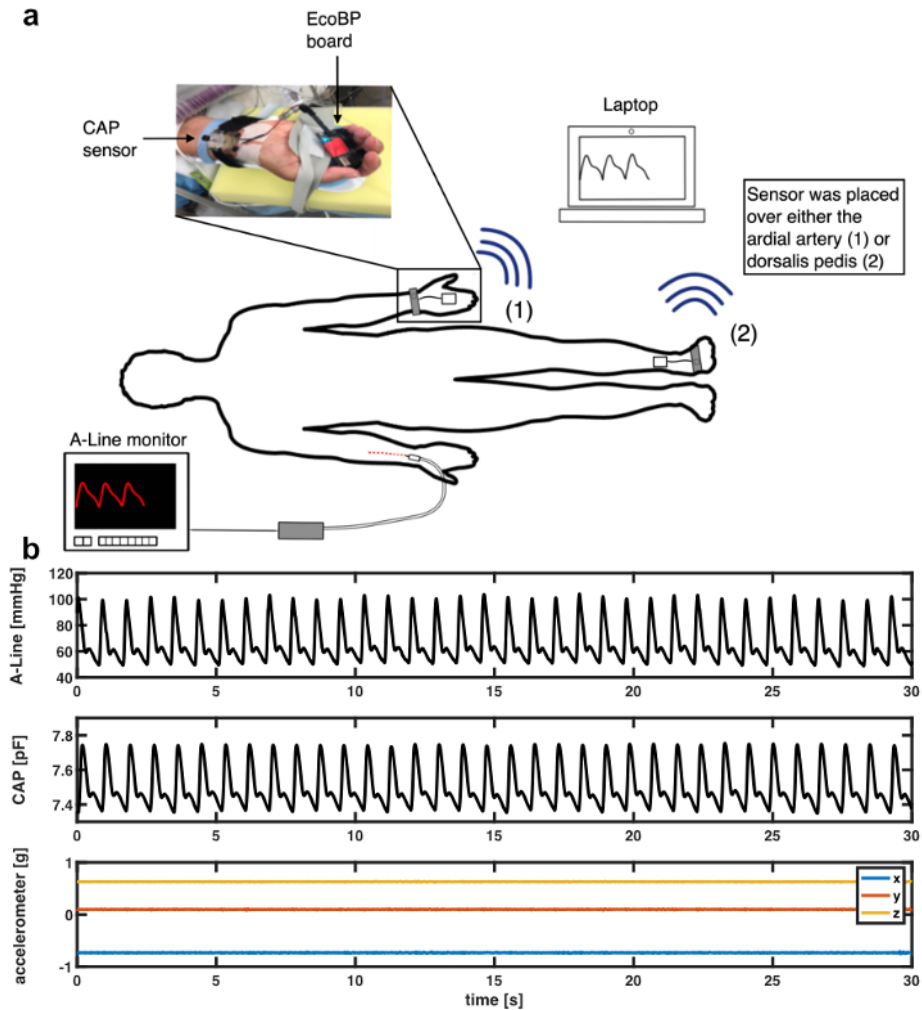 a
EcoBP
board
CAP
sensor
Laptop
Sensor was placed
over either the
ardial artery (1) or
dorsalis pedis (2)
(1)
(2)
A-Line monitor
b
A-Line [mmHg]
120
100
80
60
40
0 5 10 15 20 25 30
CAP [pF]
7.8
7.6
7.4
0 5 10 15 20 25 30
accelerometer [g]
1
0
-1
x
y
z
0 5 10 15 20 25 30
time [s]